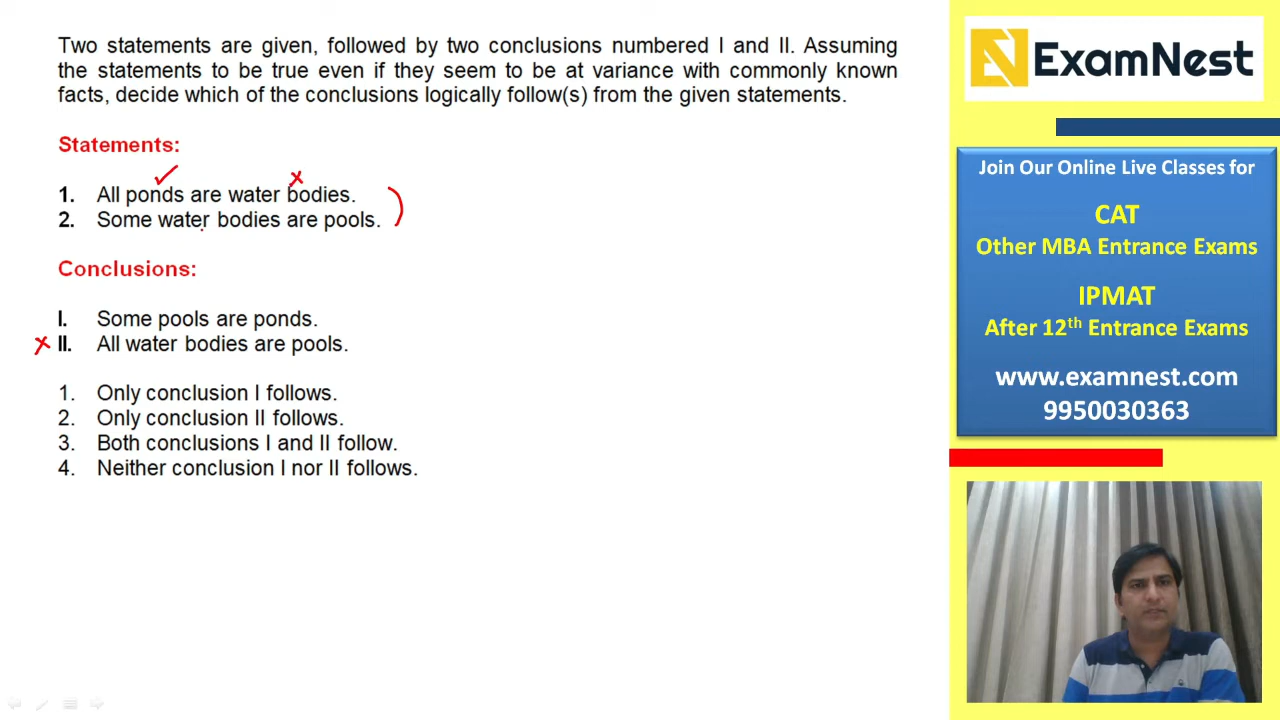 Two statements are given, followed by two conclusions numbered I and II. Assuming
the statements to be true even if they seem to be at variance with commonly known
facts, decide which of the conclusions logically follow(s) from the given statements.
Statements:
1. All ponds are water bodies.
2. Some water bodies are pools.
Conclusions:
I. Some pools are ponds.
II. All water bodies are pools.
1. Only conclusion I follows.
2. Only conclusion II follows.
3. Both conclusions I and II follow.
4. Neither conclusion I nor II follows.
ExamNest
Join Our Online Live Classes for
CAT
Other MBA Entrance Exams
IPMAT
After 12th Entrance Exams
www.examnest.com
9950030363